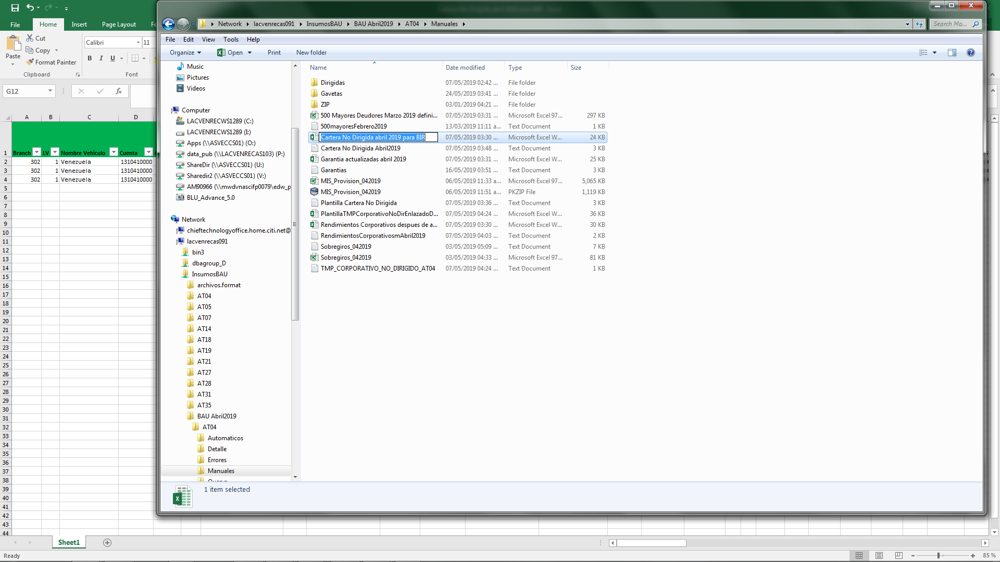 File
Home
Insert
Page Layout
Cut
Copy
Format Painter
Paste
Clipboard
Calibri
11
B I U
Font
G12
fx
A B C D
1 Branch LV Nombre Vehiculo Cuenta
2 302 1 Venezuela 1310410000
3 302 1 Venezuela 1310410000
4 302 1 Venezuela 1310410000
5
6
7
8
9
10
11
12
13
14
15
16
17
18
19
20
21
22
23
24
25
26
27
28
29
30
31
32
33
34
35
36
37
38
39
40
41
42
43
44
Sheet1
Ready
85 %
Network
lacvenrecas091
InsumosBAU
BAU Abril2019
AT04
Manuales
Search Ma...
File Edit View Tools Help
Organize Open Print New folder
Music
Pictures
Videos
Computer
LACVENRECWS1289 (C:)
LACVENRECWS1289 (I:)
Apps (\\ASVECCS01) (O:)
data_pub (\\LACVENRECAS103) (P:)
ShareDir (\\ASVECCS01) (U:)
Sharedir2 (\\ASVECCS01) (V:)
AM90966 (\\mwdvnascifp0079\edw_p
BLU_Advance_5.0
Network
chieftechnologyoffice.home.citi.net@
lacvenrecas091
bin3
dbagroup_D
InsumosBAU
archivos.format
AT04
AT05
AT07
AT14
AT18
AT19
AT21
AT27
AT28
AT31
AT35
BAU Abril2019
AT04
Automaticos
Detalle
Errores
Manuales
Name Date modified Type Size
Dirigidas 07/05/2019 02:42 ... File folder
Gavetas 24/05/2019 03:41 ... File folder
ZIP 03/01/2019 04:21 ... File folder
500 Mayores Deudores Marzo 2019 defini... 07/05/2019 03:31 ... Microsoft Excel 97... 297 KB
500mayoresFebrero2019 13/03/2019 11:11 a... Text Document 1 KB
Cartera No Dirigida abril 2019 para BIR 07/05/2019 03:30 ... Microsoft Excel W... 24 KB
Cartera No Dirigida Abril2019 07/05/2019 03:48 ... Text Document 3 KB
Garantia actualizadas abril 2019 07/05/2019 03:31 ... Microsoft Excel W... 25 KB
Garantias 16/05/2019 03:51 ... Text Document 3 KB
MIS_Provision_042019 06/05/2019 11:33 a... Microsoft Excel 97... 5,065 KB
MIS_Provision_042019 06/05/2019 11:51 a... PKZIP File 1,119 KB
Plantilla Cartera No Dirigida 07/05/2019 03:36 ... Text Document 3 KB
PlantillaTMPCorporativoNoDirEnlazadoD... 07/05/2019 04:24 ... Microsoft Excel W... 36 KB
Rendimientos Corporativos despues de a... 07/05/2019 03:30 ... Microsoft Excel W... 30 KB
RendimientosCorporativosmAbril2019 07/05/2019 04:03 ... Text Document 2 KB
Sobregiros_042019 03/05/2019 05:09 ... Text Document 7 KB
Sobregiros_042019 03/05/2019 04:33 ... Microsoft Excel 97... 81 KB
TMP_CORPORATIVO_NO_DIRIGIDO_AT04 07/05/2019 04:24 ... Text Document 1 KB
1 item selected